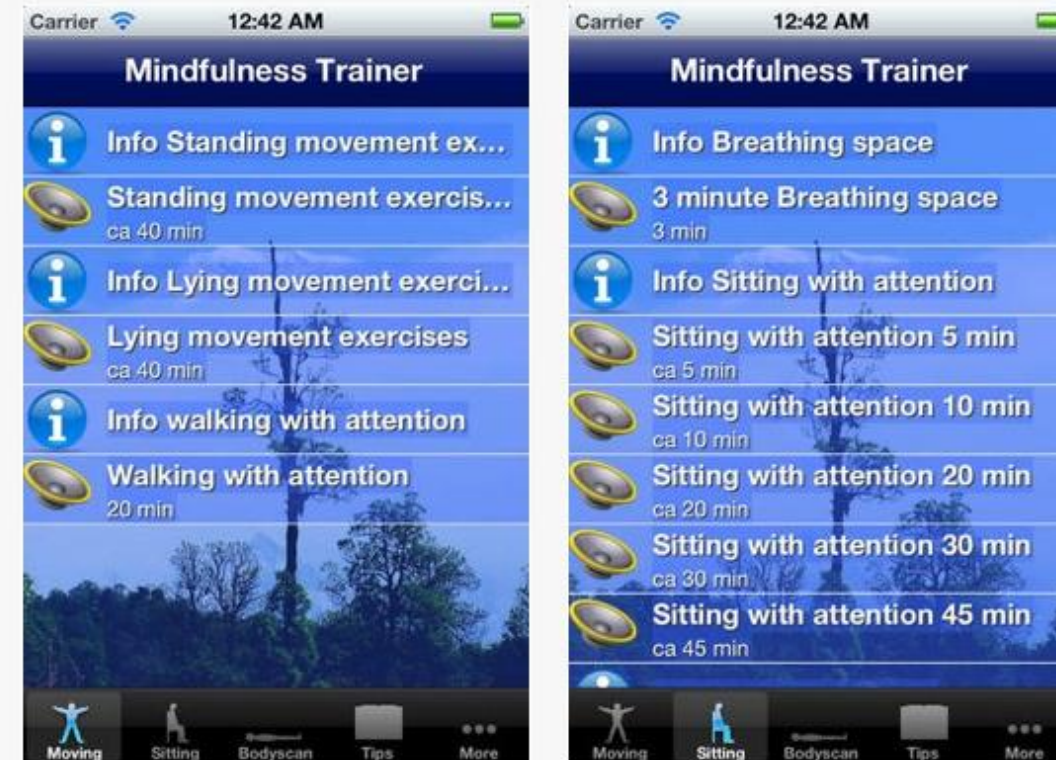 Carrier 12:42 AM
Mindfulness Trainer
Info Standing movement ex...
Standing movement exercis...
ca 40 min
Info Lying movement exerci...
Lying movement exercises
ca 40 min
Info walking with attention
Walking with attention
20 min
Moving Sitting Bodyscan Tips More
Carrier 12:42 AM
Mindfulness Trainer
Info Breathing space
3 minute Breathing space
3 min
Info Sitting with attention
Sitting with attention 5 min
ca 5 min
Sitting with attention 10 min
ca 10 min
Sitting with attention 20 min
ca 20 min
Sitting with attention 30 min
ca 30 min
Sitting with attention 45 min
ca 45 min
Moving Sitting Bodyscan Tips More